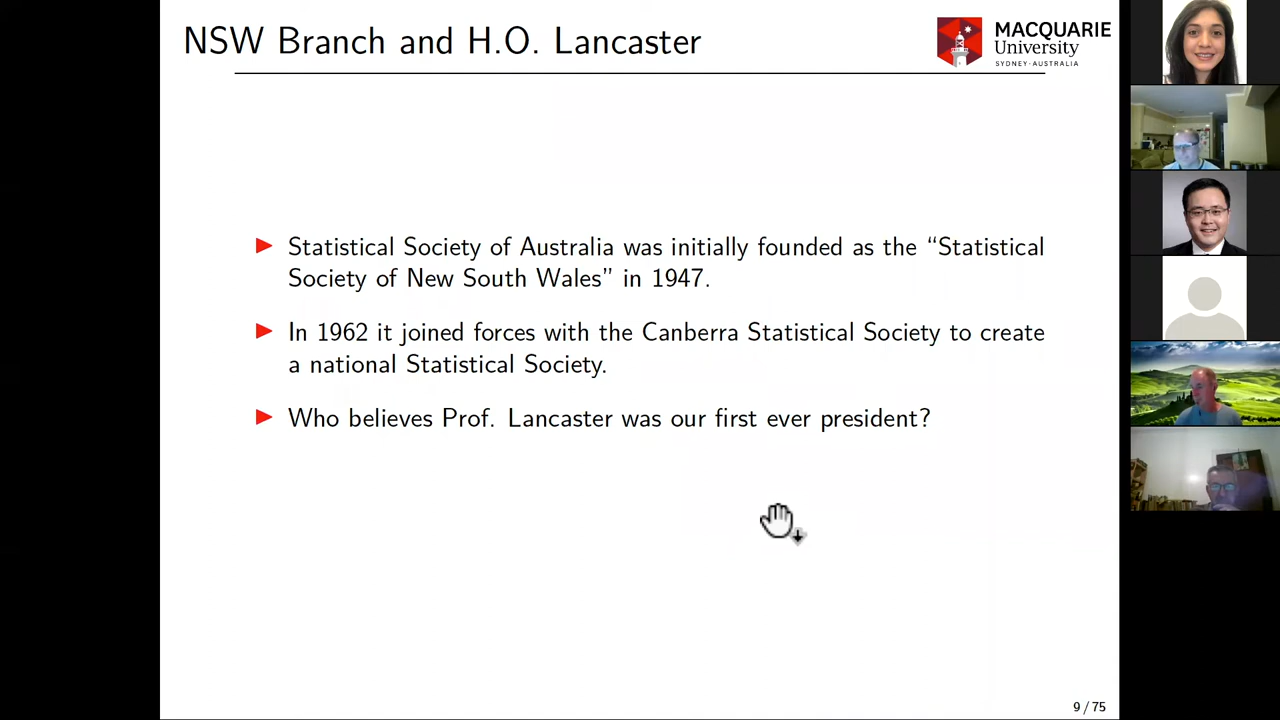 NSW Branch and H.O. Lancaster
MACQUARIE
University
SYDNEY·AUSTRALIA
▶ Statistical Society of Australia was initially founded as the “Statistical
Society of New South Wales” in 1947.
▶ In 1962 it joined forces with the Canberra Statistical Society to create
a national Statistical Society.
▶ Who believes Prof. Lancaster was our first ever president?
9 / 75